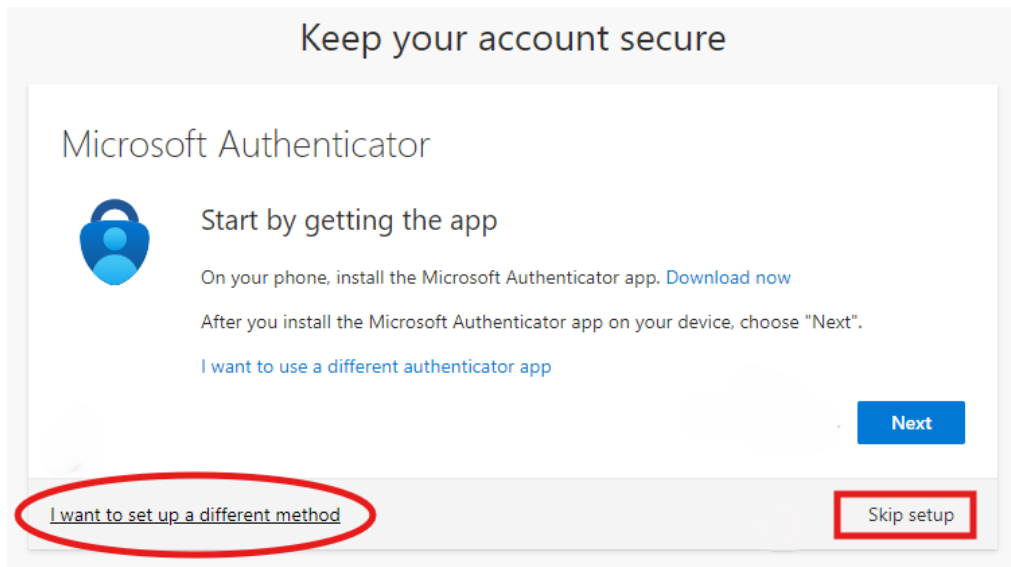 Keep your account secure
Microsoft Authenticator
Start by getting the app
On your phone, install the Microsoft Authenticator app. Download now
After you install the Microsoft Authenticator app on your device, choose "Next".
I want to use a different authenticator app
Next
I want to set up a different method
Skip setup